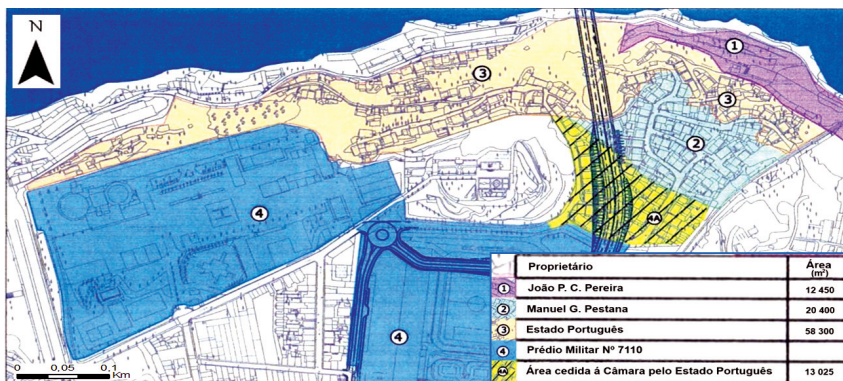 N
1
3
3
2
4
4A
4
Proprietário Área (m²)
1 João P. C. Pereira 12 450
2 Manuel G. Pestana 20 400
3 Estado Português 58 300
4 Prédio Militar Nº 7110
4A Área cedida á Câmara pelo Estado Português 13 025
0 0,05 0,1
Km